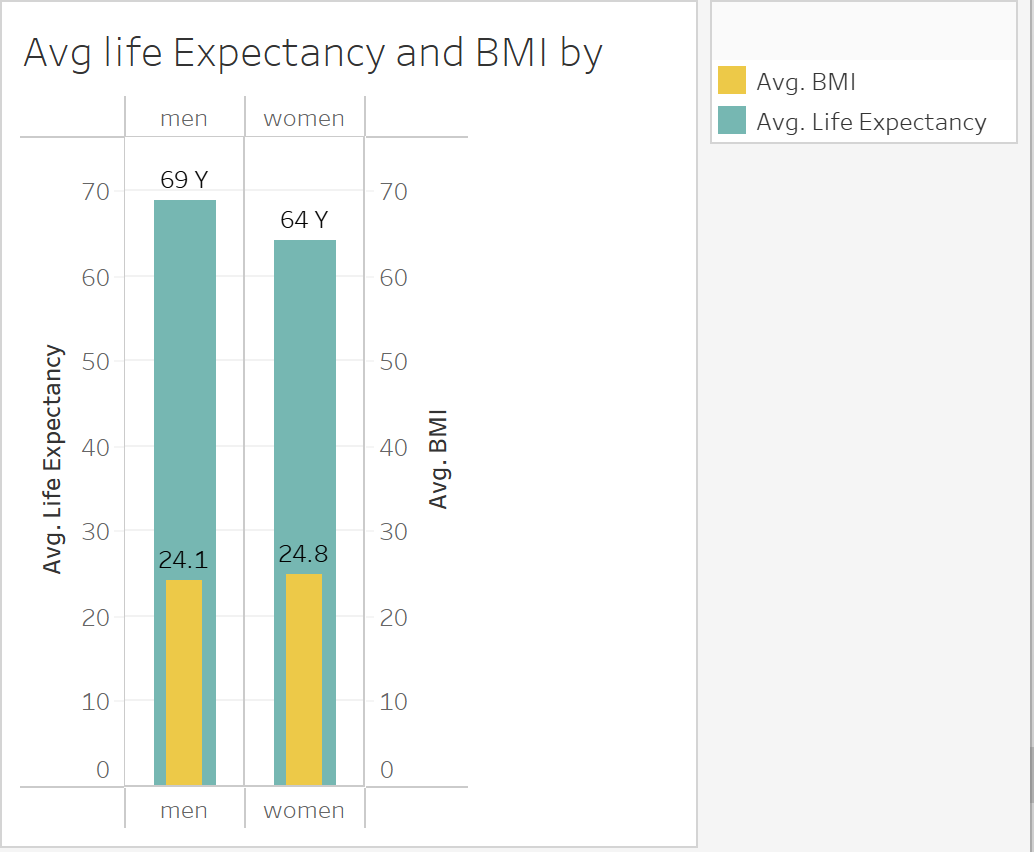 Avg life Expectancy and BMI by
Avg. BMI
Avg. Life Expectancy
men women
69 Y
64 Y
70 70
60 60
50 50
40 40
30 30
20 20
10 10
0 0
Avg. Life Expectancy
Avg. BMI
24.1
24.8
men women